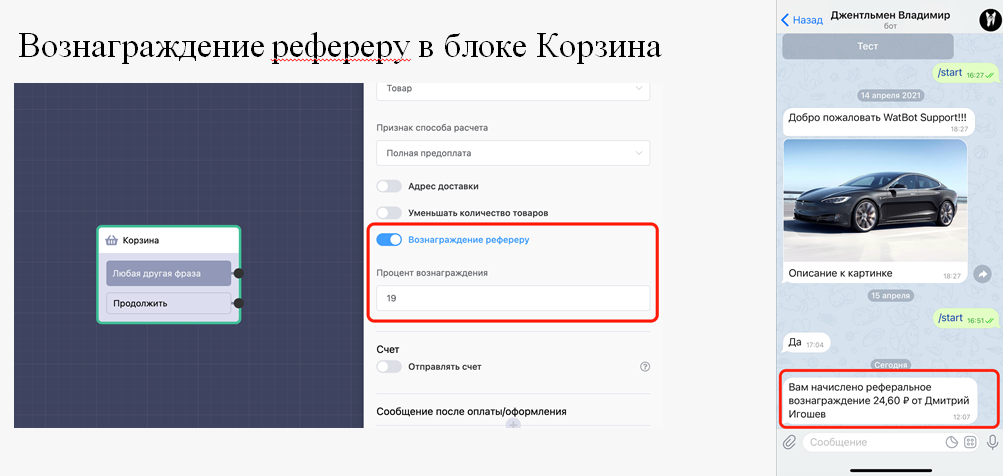 Вознаграждение рефереру в блоке Корзина
Корзина
Любая другая фраза
Продолжить
Товар
Признак способа расчета
Полная предоплата
Адрес доставки
Уменьшать количество товаров
Вознаграждение рефереру
Процент вознаграждения
19
Счет
Отправлять счет
?
Сообщение после оплаты/оформления
Назад
Джентльмен Владимир
бот
Тест
/start 16:27
14 апреля 2021
Добро пожаловать WatBot Support!!!
18:27
Описание к картинке
18:27
15 апреля
/start 16:51
Да 17:04
Сегодня
Вам начислено реферальное
вознаграждение 24,60 ₽ от Дмитрий
Игошев
12:07
Сообщение